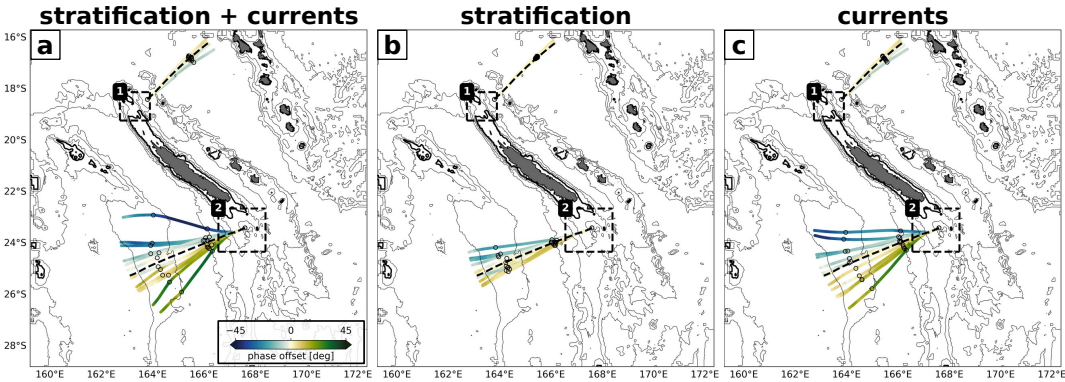 stratification + currents
stratification
currents
a
b
c
16°S
18°S
20°S
22°S
24°S
26°S
28°S
1
2
1
2
1
2
−45
0
45
phase offset [deg]
160°E
162°E
164°E
166°E
168°E
170°E
172°E
160°E
162°E
164°E
166°E
168°E
170°E
172°E
160°E
162°E
164°E
166°E
168°E
170°E
172°E